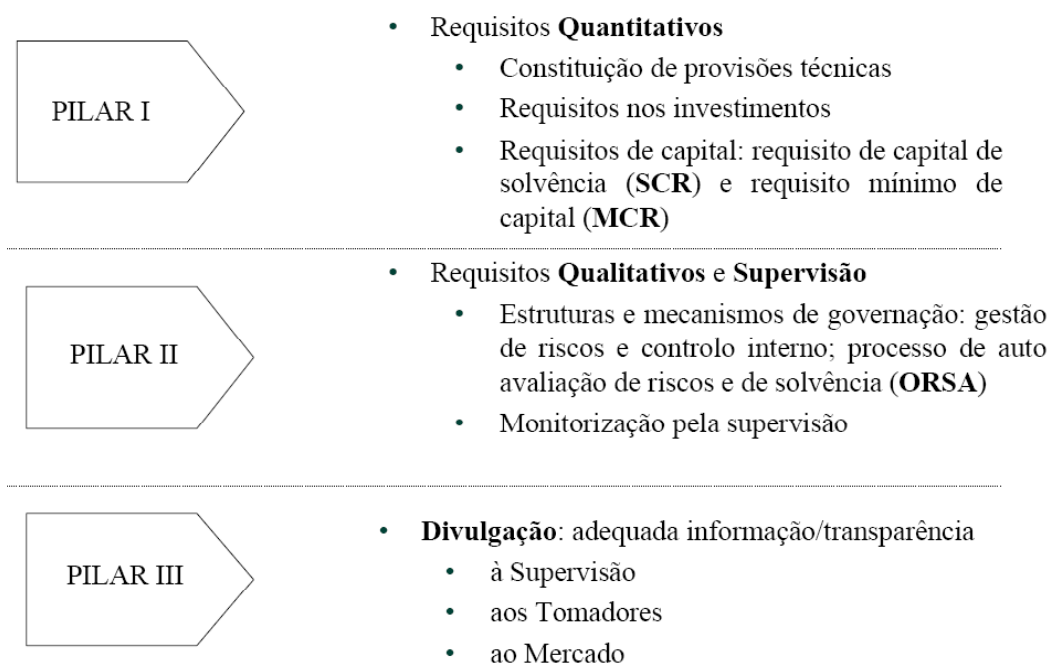 PILAR I
• Requisitos Quantitativos
• Constituição de provisões técnicas
• Requisitos nos investimentos
• Requisitos de capital: requisito de capital de
solvência (SCR) e requisito mínimo de
capital (MCR)
PILAR II
• Requisitos Qualitativos e Supervisão
• Estruturas e mecanismos de governação: gestão
de riscos e controlo interno; processo de auto
avaliação de riscos e de solvência (ORSA)
• Monitorização pela supervisão
PILAR III
• Divulgação: adequada informação/transparência
• à Supervisão
• aos Tomadores
• ao Mercado